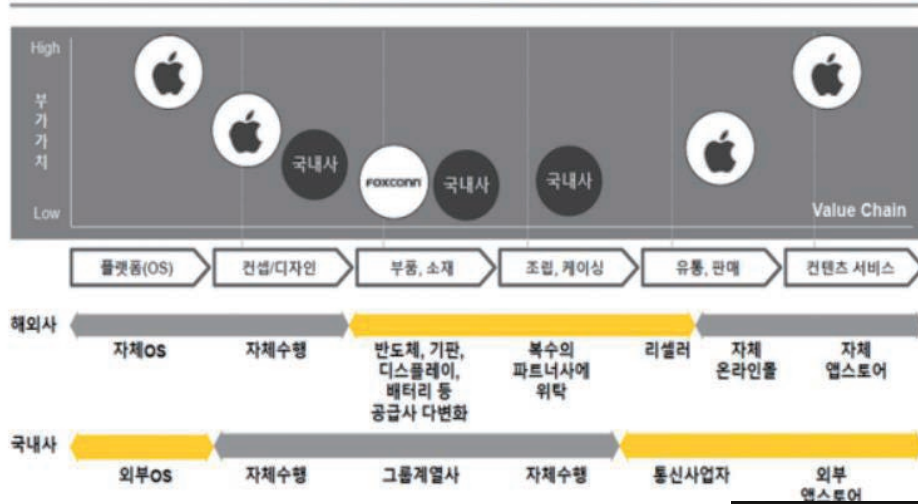 High
부
가
가
치
Low
국내사
FOXCONN
국내사
국내사
Value Chain
플랫폼(OS)
컨셉/디자인
부품, 소재
조립, 케이싱
유통, 판매
컨텐츠 서비스
해외사
자체OS
자체수행
반도체, 기판,
디스플레이,
배터리 등
공급사 다변화
복수의
파트너사에
위탁
리셀러
자체
온라인몰
자체
앱스토어
국내사
외부OS
자체수행
그룹계열사
자체수행
통신사업자
외부
앱스토어